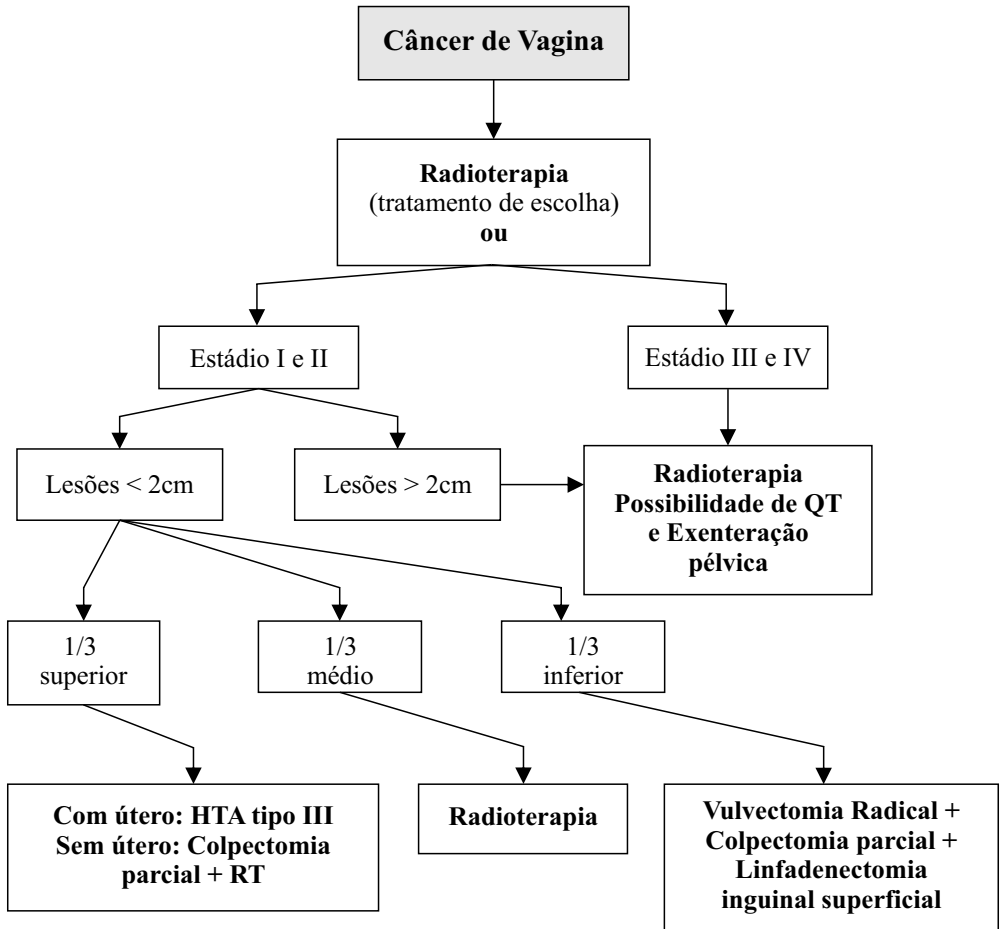 Câncer de Vagina
Radioterapia
(tratamento de escolha)
ou
Estádio I e II
Estádio III e IV
Lesões < 2cm
Lesões > 2cm
Radioterapia
Possibilidade de QT
e Exenteração
pélvica
1/3
superior
1/3
médio
1/3
inferior
Com útero: HTA tipo III
Sem útero: Colpectomia
parcial + RT
Radioterapia
Vulvectomia Radical +
Colpectomia parcial +
Linfadenectomia
inguinal superficial